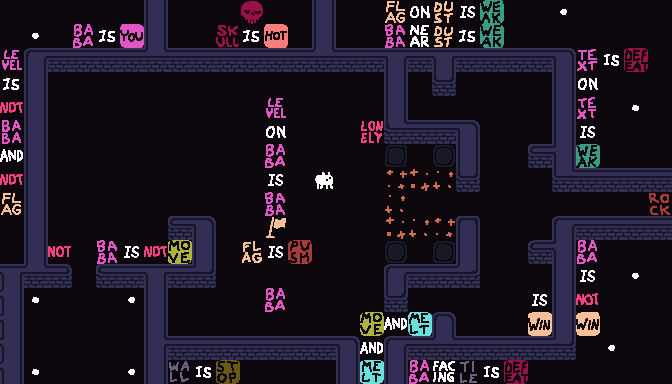 FLAG ON DUST IS WEAK
BABA IS YOU
SKULL IS HOT
BABA NEAR DUST IS WEAK
LEVEL
IS
NOT
BABA
AND
NOT
FLAG
LEVEL
ON
BABA
IS
BABA
LONELY
TEXT IS DEFEAT
ON
TEXT
IS
WEAK
ROCK
NOT
BABA IS NOT MOVE
FLAG IS PUSH
BABA
BABA
IS
NOT
WIN
IS
WIN
MOVE AND MELT
AND
MELT
WALL IS STOP
BABA FACING TILE IS DEFEAT